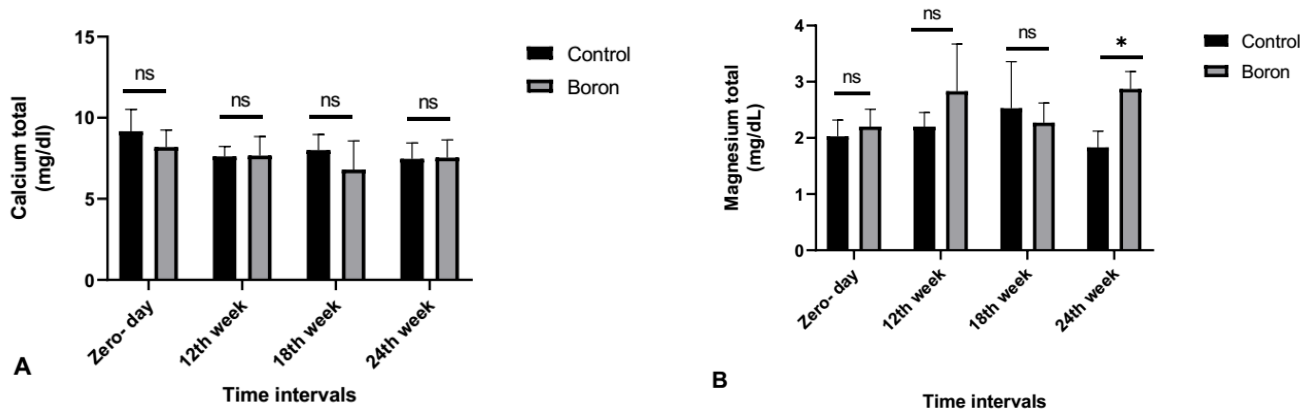 Calcium total
(mg/dl)
15
10
5
0
ns
ns
ns
ns
Control
Boron
Zero- day
12th week
18th week
24th week
Time intervals
A
Magnesium total
(mg/dL)
4
3
2
1
0
ns
ns
ns
*
Control
Boron
Zero- day
12th week
18th week
24th week
Time intervals
B